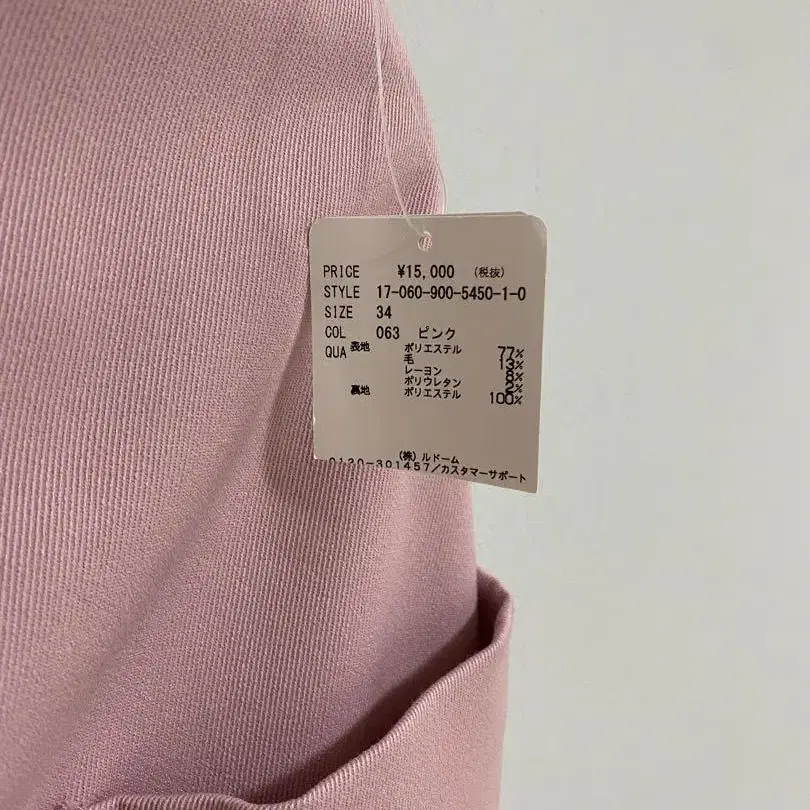 PRICE ¥15,000 (税抜)
STYLE 17-060-900-5450-1-0
SIZE 34
COL 063 ピンク
QUA 表地 ポリエステル 77%
毛 13%
レーヨン 8%
ポリウレタン 2%
裏地 ポリエステル 100%
(株)ルドーム
0120-301457/カスタマーサポート